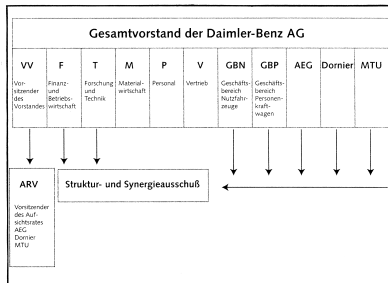 Gesamtvorstand der Daimler-Benz AG
VV F T M P V GBN GBP AEG Dornier MTU
Vor-
sitzender
des
Vorstandes
Finanz-
und
Betriebs-
wirtschaft
Forschung
und
Technik
Material-
wirtschaft
Personal
Vertrieb
Geschäfts-
bereich
Nutzfahr-
zeuge
Geschäfts-
bereich
Personen-
kraft-
wagen
ARV
Vorsitzender
des Auf-
sichtsrates
AEG
Dornier
MTU
Struktur- und Synergieausschuß